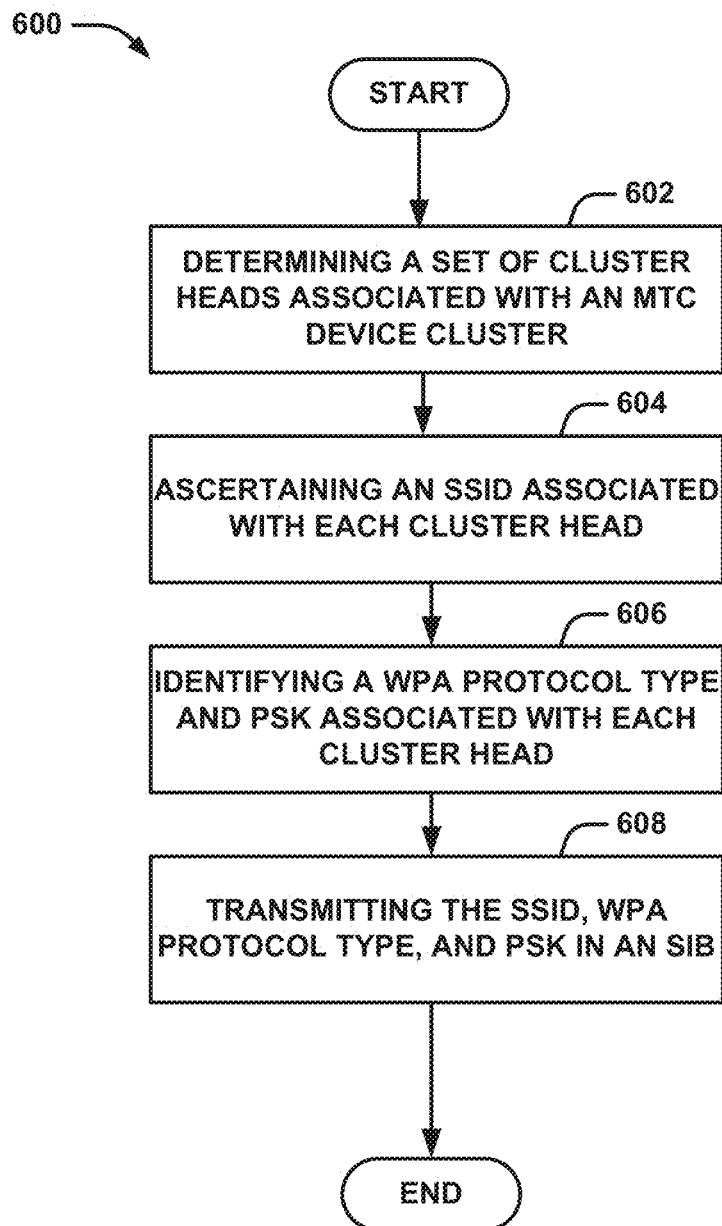 600
START
602
DETERMINING A SET OF CLUSTER
HEADS ASSOCIATED WITH AN MTC
DEVICE CLUSTER
604
ASCERTAINING AN SSID ASSOCIATED
WITH EACH CLUSTER HEAD
606
IDENTIFYING A WPA PROTOCOL TYPE
AND PSK ASSOCIATED WITH EACH
CLUSTER HEAD
608
TRANSMITTING THE SSID, WPA
PROTOCOL TYPE, AND PSK IN AN SIB
END